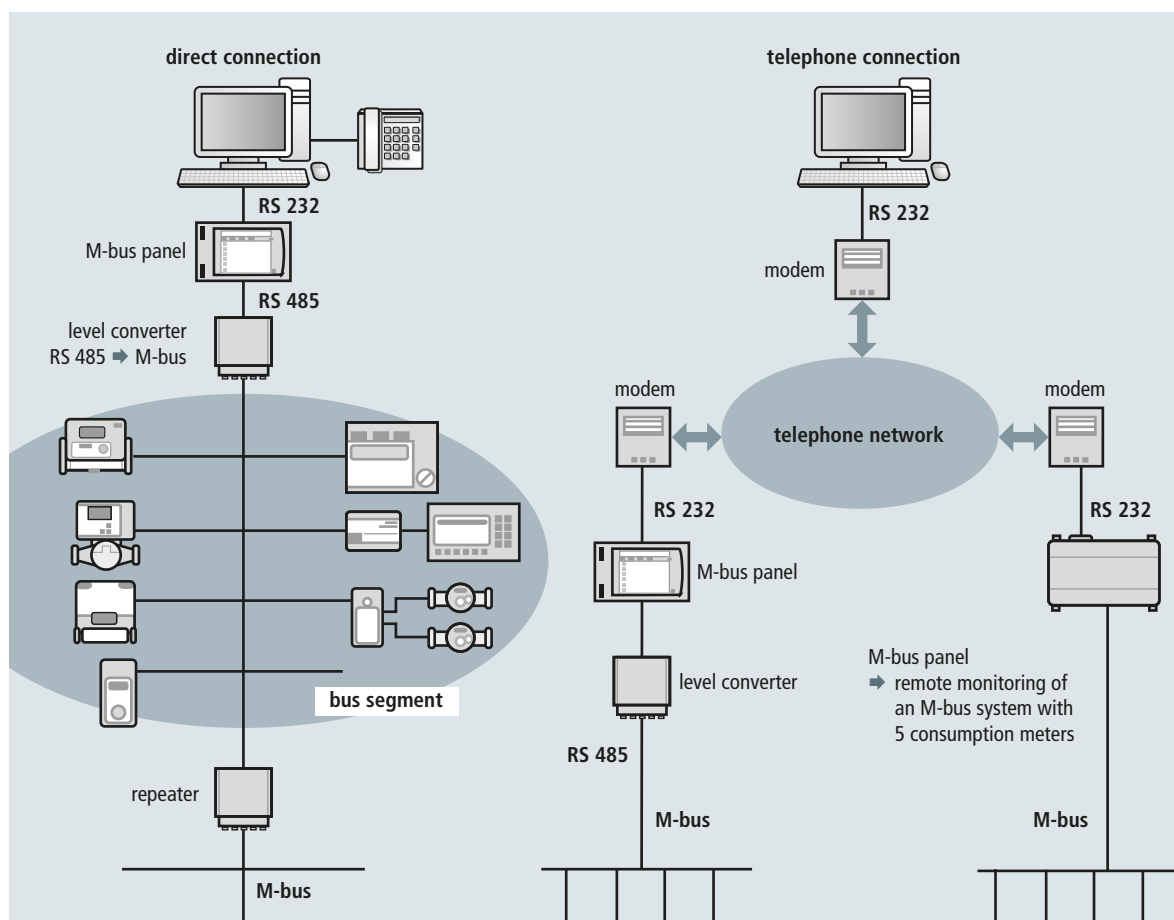 direct connection
RS 232
M-bus panel
RS 485
level converter
RS 485 ➡ M-bus
bus segment
repeater
M-bus
telephone connection
RS 232
modem
telephone network
modem
RS 232
M-bus panel
level converter
RS 485
M-bus
modem
RS 232
M-bus panel
➡ remote monitoring of
an M-bus system with
5 consumption meters
M-bus